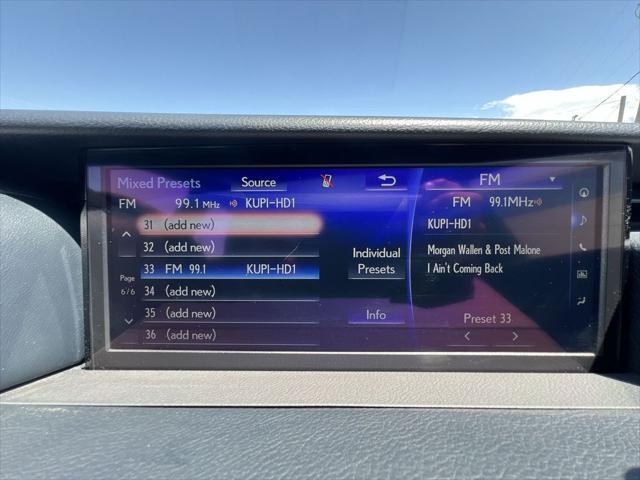 Mixed Presets Source FM
FM 99.1 MHz KUPI-HD1 FM 99.1MHz
31 (add new) KUPI-HD1
32 (add new) Individual Presets Morgan Wallen & Post Malone
33 FM 99.1 KUPI-HD1 I Ain't Coming Back
Page 6/6
34 (add new)
35 (add new) Info Preset 33
36 (add new)